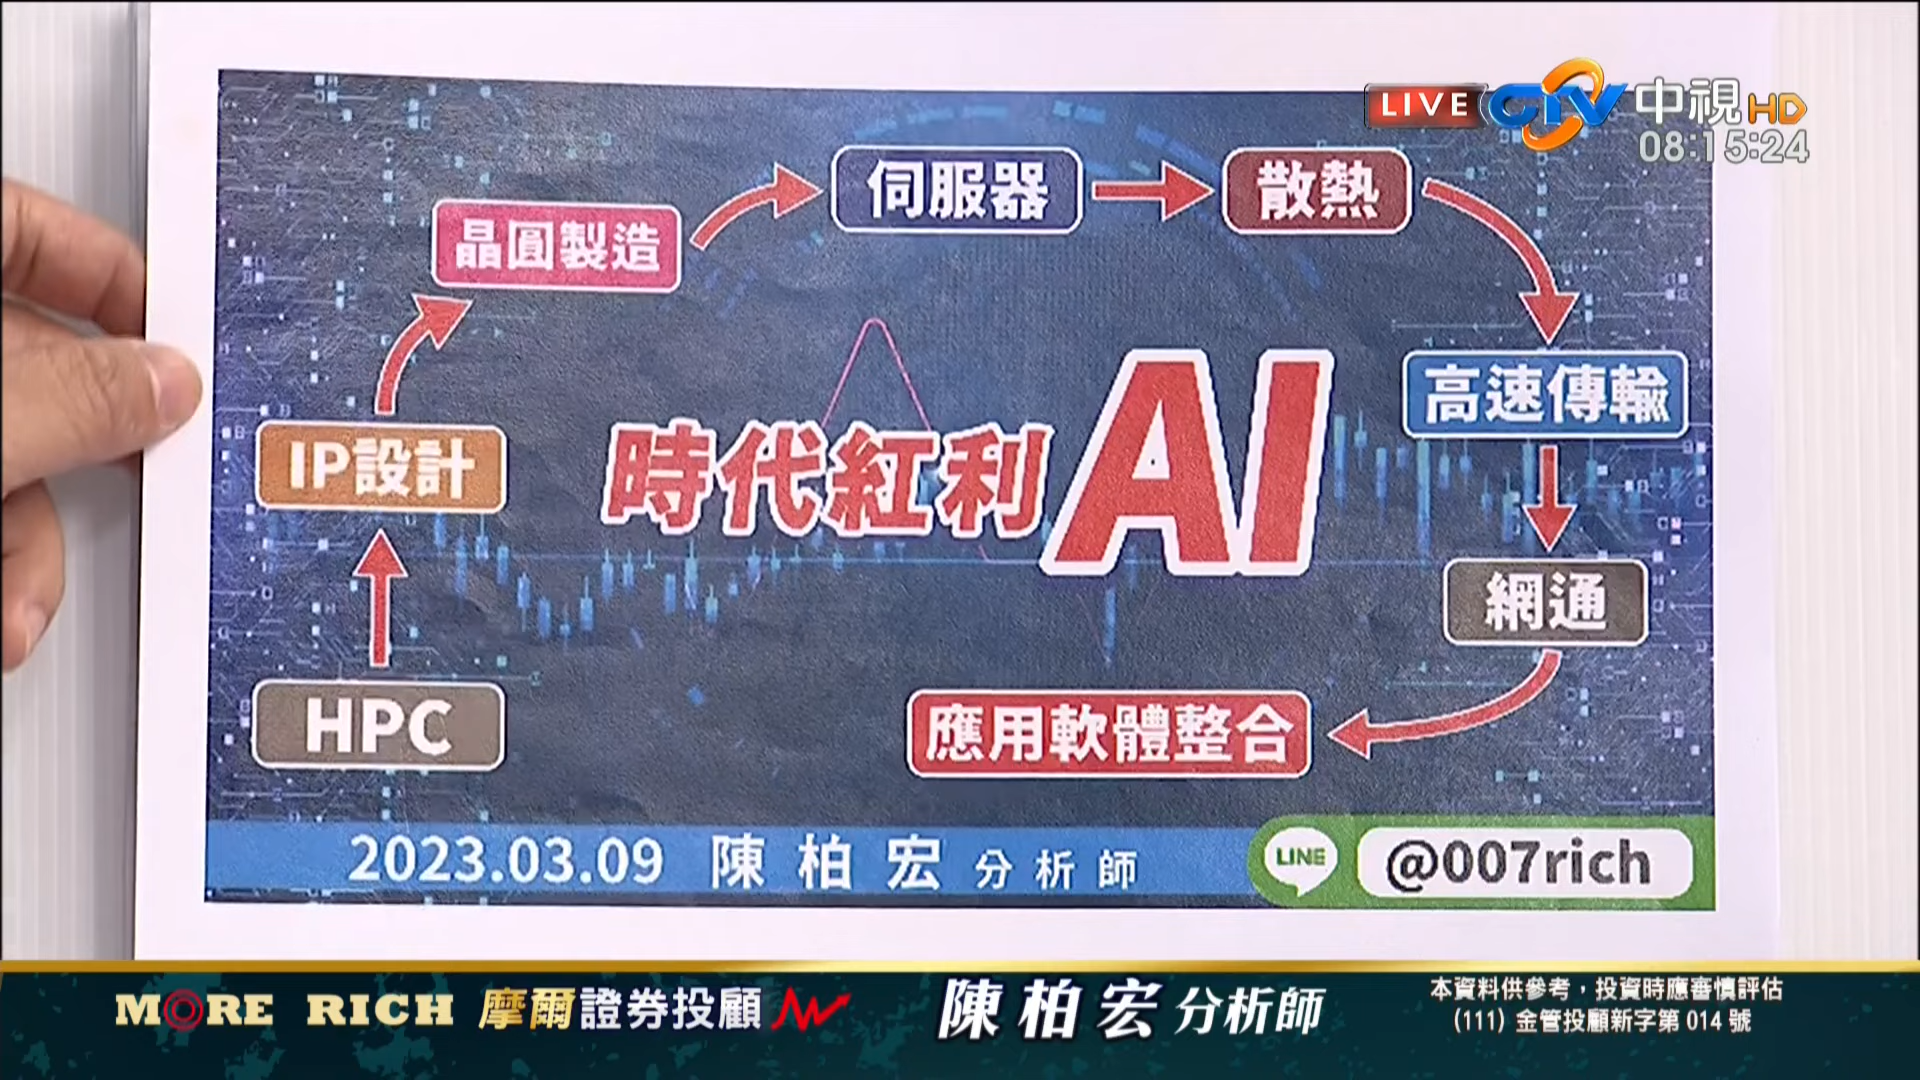 LIVE CTV 中視HD
08:15:24
伺服器
散熱
晶圓製造
高速傳輸
IP設計
時代紅利AI
網通
HPC
應用軟體整合
2023.03.09 陳柏宏 分析師
LINE @007rich
MORE RICH 摩爾證券投顧 陳柏宏 分析師
本資料供參考，投資時應審慎評估
(111) 金管投顧新字第 014 號